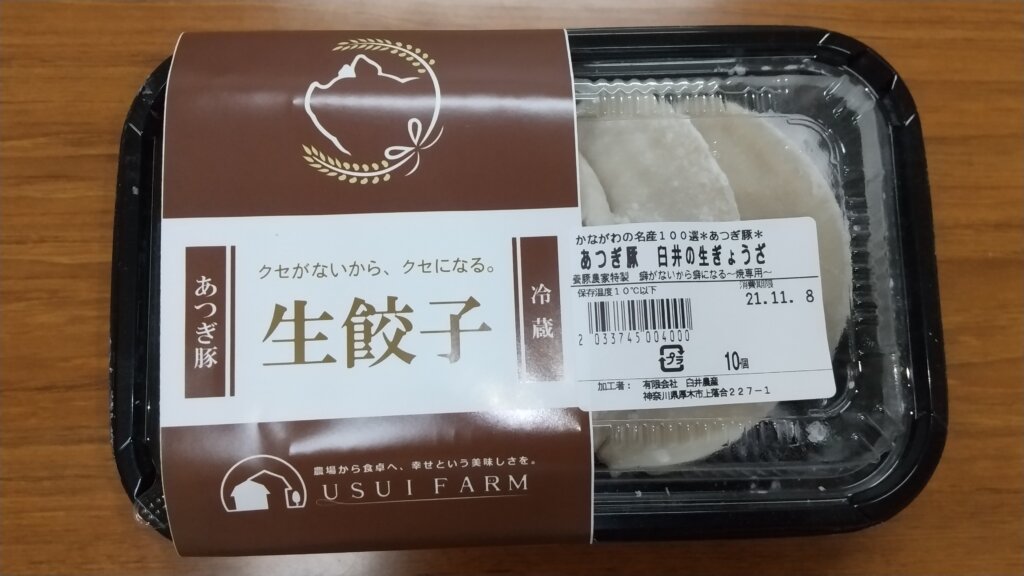 あつぎ豚
クセがないから、クセになる。
生餃子
冷蔵
農場から食卓へ、幸せという美味しさを。
USUI FARM
かながわの名産100選*あつぎ豚*
あつぎ豚 臼井の生ぎょうざ
養豚農家特製 癖がないから癖になる~焼専用~
保存温度10℃以下
消費期限
21.11. 8
2 033745 004000
プラ
10個
加工者: 有限会社 臼井農産
神奈川県厚木市上落合227-1